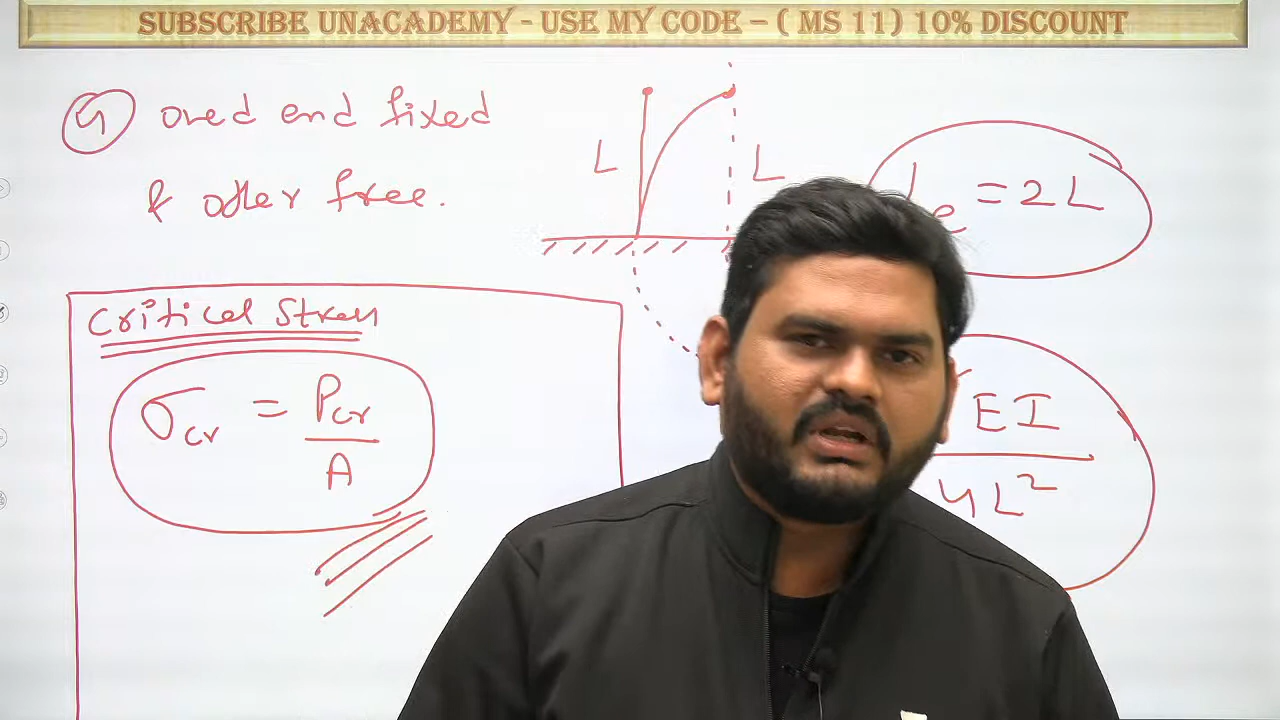 SUBSCRIBE UNACADEMY - USE MY CODE – ( MS 11) 10% DISCOUNT
4 oned end fixed
& other free.
L
L
e = 2L
Critical Stress
σcr = Pcr
A
EI
4L²